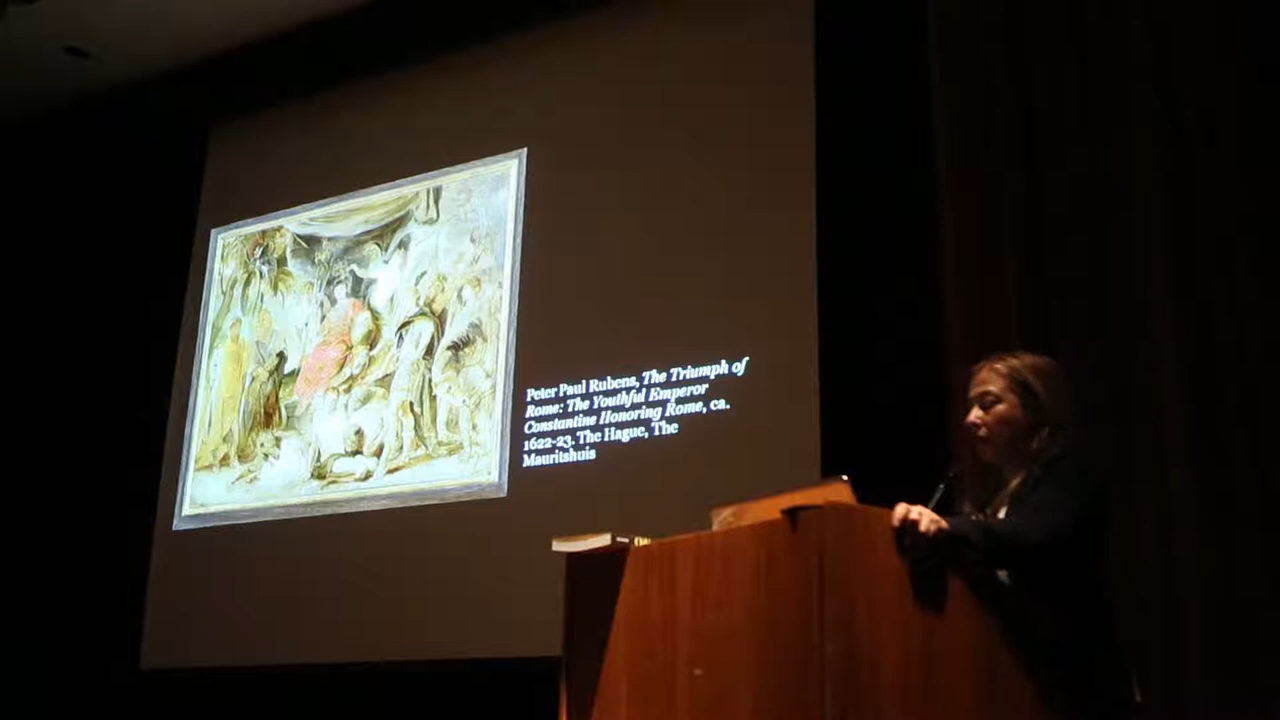 Peter Paul Rubens, The Triumph of
Rome: The Youthful Emperor
Constantine Honoring Rome, ca.
1622-23. The Hague, The
Mauritshuis